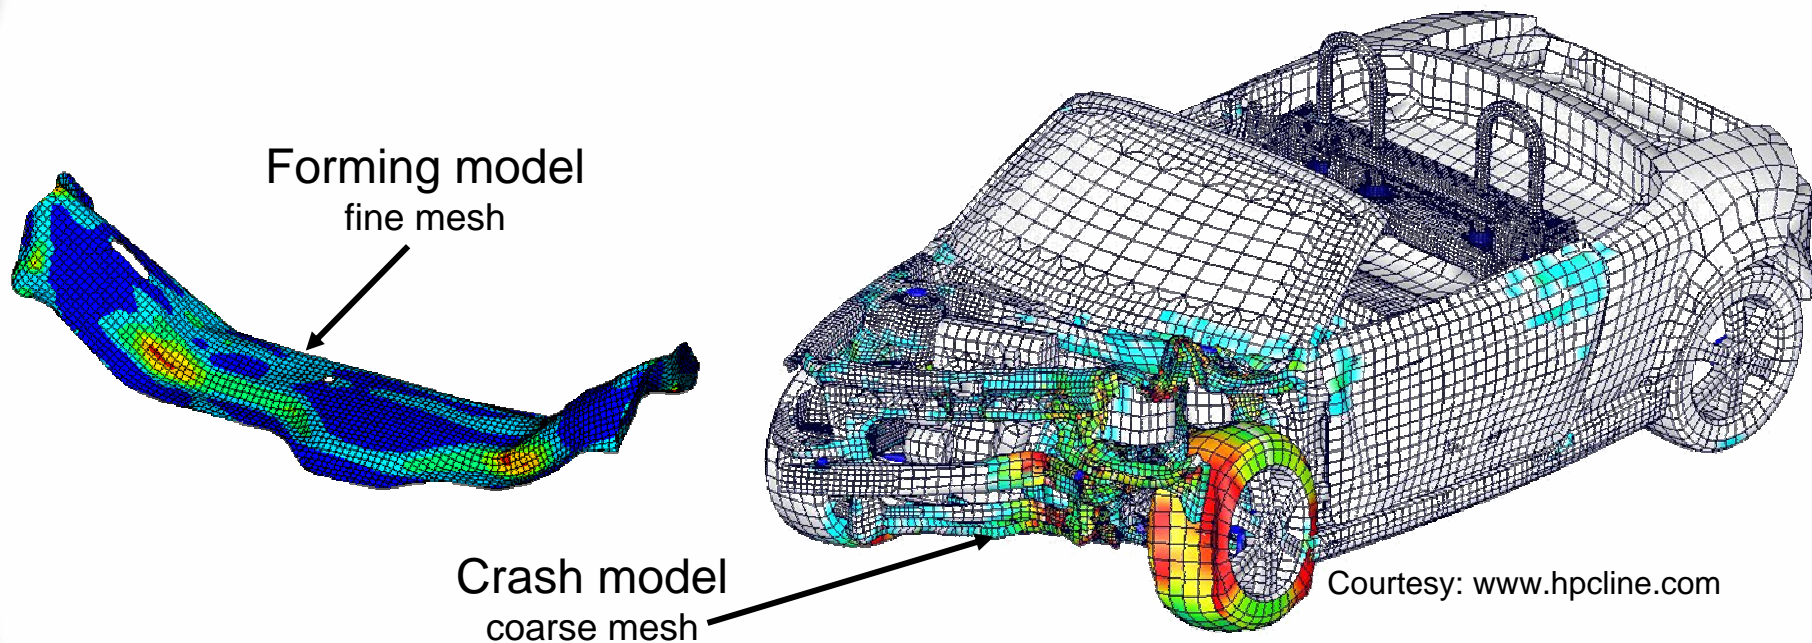 Forming model
fine mesh
Crash model
coarse mesh
Courtesy: www.hpcline.com